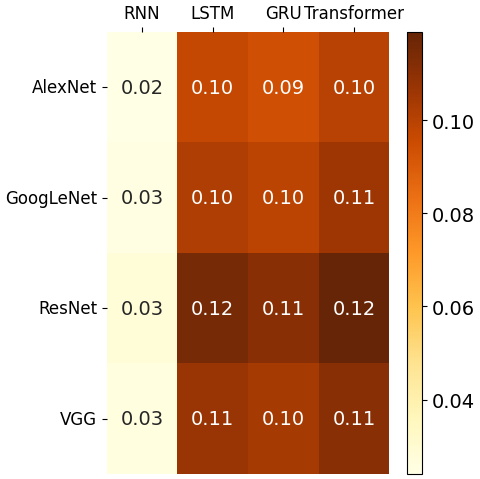 RNN LSTM GRU Transformer
AlexNet 0.02 0.10 0.09 0.10
GoogLeNet 0.03 0.10 0.10 0.11
ResNet 0.03 0.12 0.11 0.12
VGG 0.03 0.11 0.10 0.11
0.10
0.08
0.06
0.04